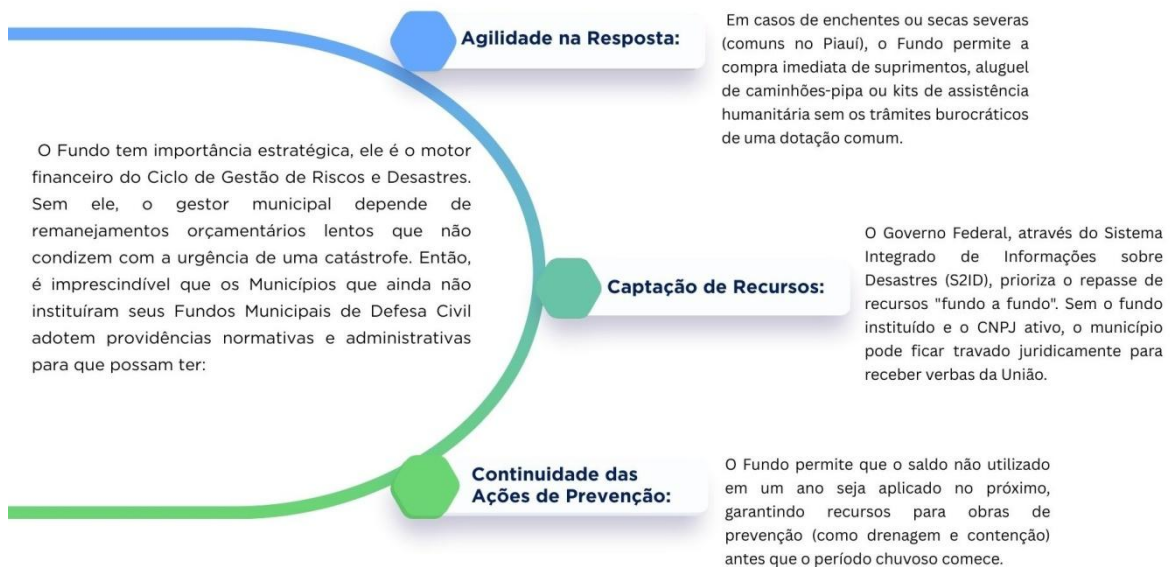 O Fundo tem importância estratégica, ele é o motor
financeiro do Ciclo de Gestão de Riscos e Desastres.
Sem ele, o gestor municipal depende de
remanejamentos orçamentários lentos que não
condizem com a urgência de uma catástrofe. Então,
é imprescindível que os Municípios que ainda não
instituíram seus Fundos Municipais de Defesa Civil
adotem providências normativas e administrativas
para que possam ter:
Agilidade na Resposta:
Em casos de enchentes ou secas severas
(comuns no Piauí), o Fundo permite a
compra imediata de suprimentos, aluguel
de caminhões-pipa ou kits de assistência
humanitária sem os trâmites burocráticos
de uma dotação comum.
Captação de Recursos:
O Governo Federal, através do Sistema
Integrado de Informações sobre
Desastres (S2ID), prioriza o repasse de
recursos "fundo a fundo". Sem o fundo
instituído e o CNPJ ativo, o município
pode ficar travado juridicamente para
receber verbas da União.
Continuidade das
Ações de Prevenção:
O Fundo permite que o saldo não utilizado
em um ano seja aplicado no próximo,
garantindo recursos para obras de
prevenção (como drenagem e contenção)
antes que o período chuvoso comece.